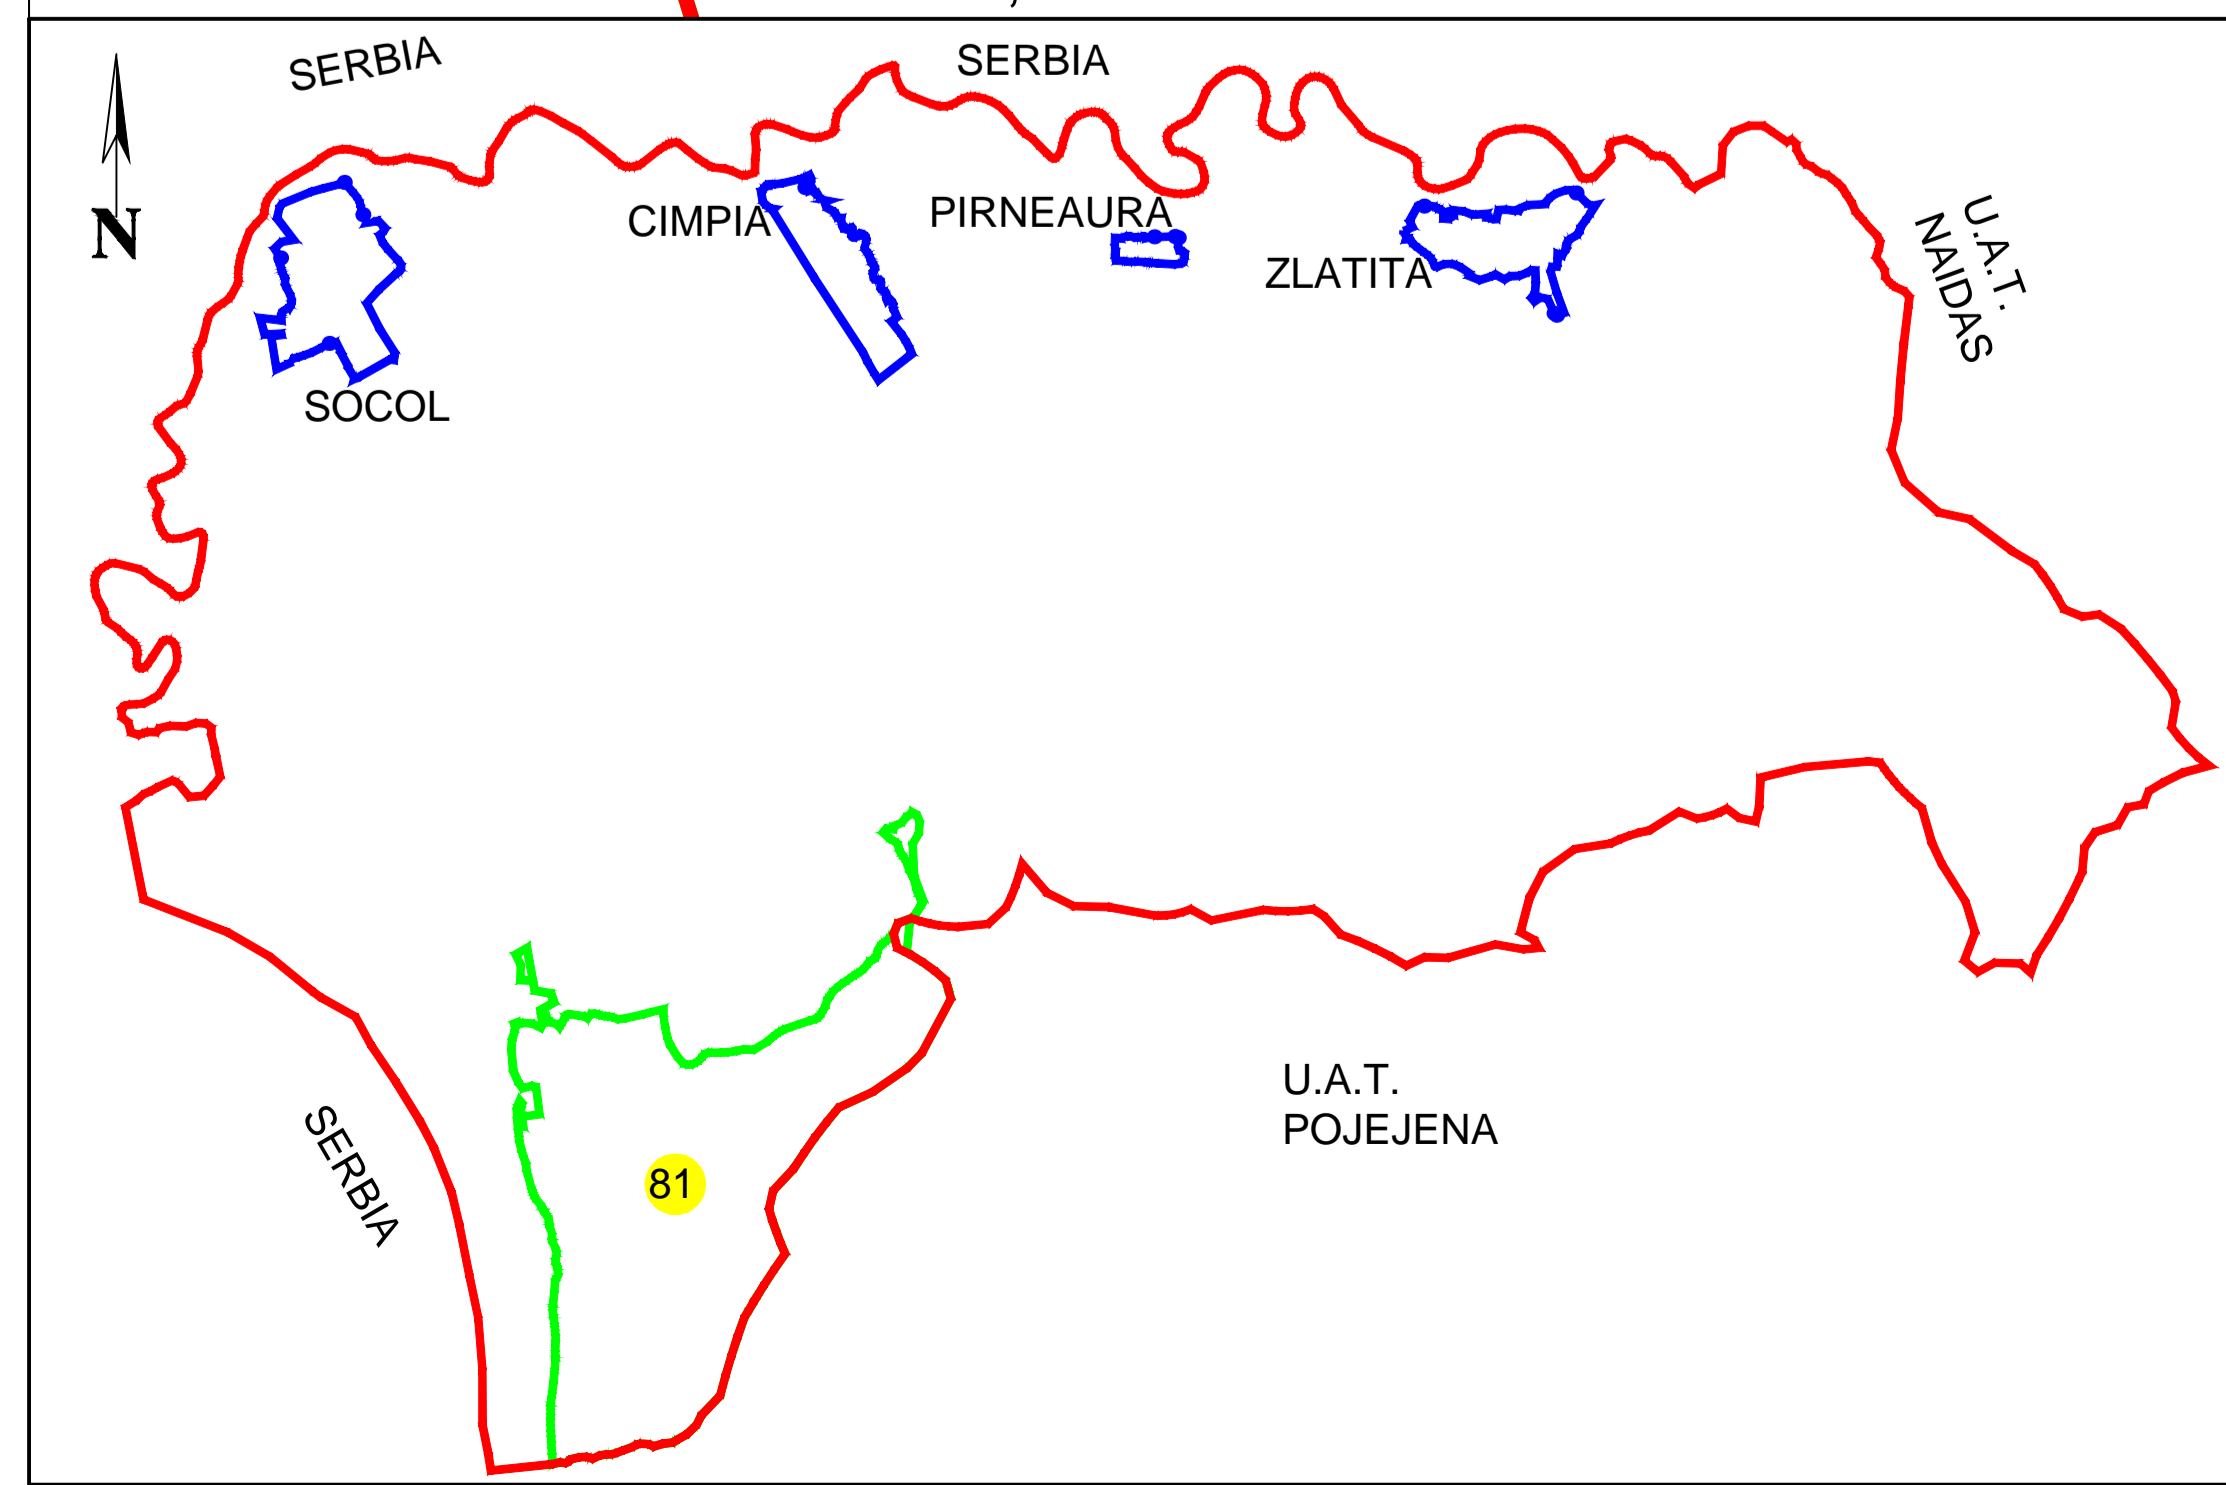 SERBIA
SERBIA
N
CIMPIA
PIRNEAURA
ZLATITA
U.A.T.
NAIDAS
SOCOL
U.A.T.
POJEJENA
SERBIA
81